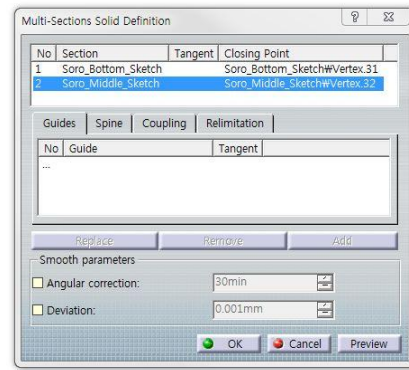 Multi-Sections Solid Definition
No Section Tangent Closing Point
1 Soro_Bottom_Sketch Soro_Bottom_Sketch₩Vertex.31
2 Soro_Middle_Sketch Soro_Middle_Sketch₩Vertex.32
Guides Spine Coupling Relimitation
No Guide Tangent
...
Replace Remove Add
Smooth parameters
Angular correction: 30min
Deviation: 0.001mm
OK Cancel Preview